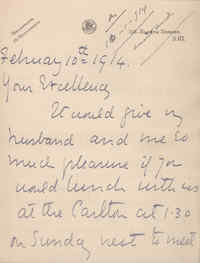 February 10th 1914.
Your Excellency
It would give my
husband and me so
much pleasure if you
would lunch with us
at the Carlton at 1.30
on Sunday next to meet